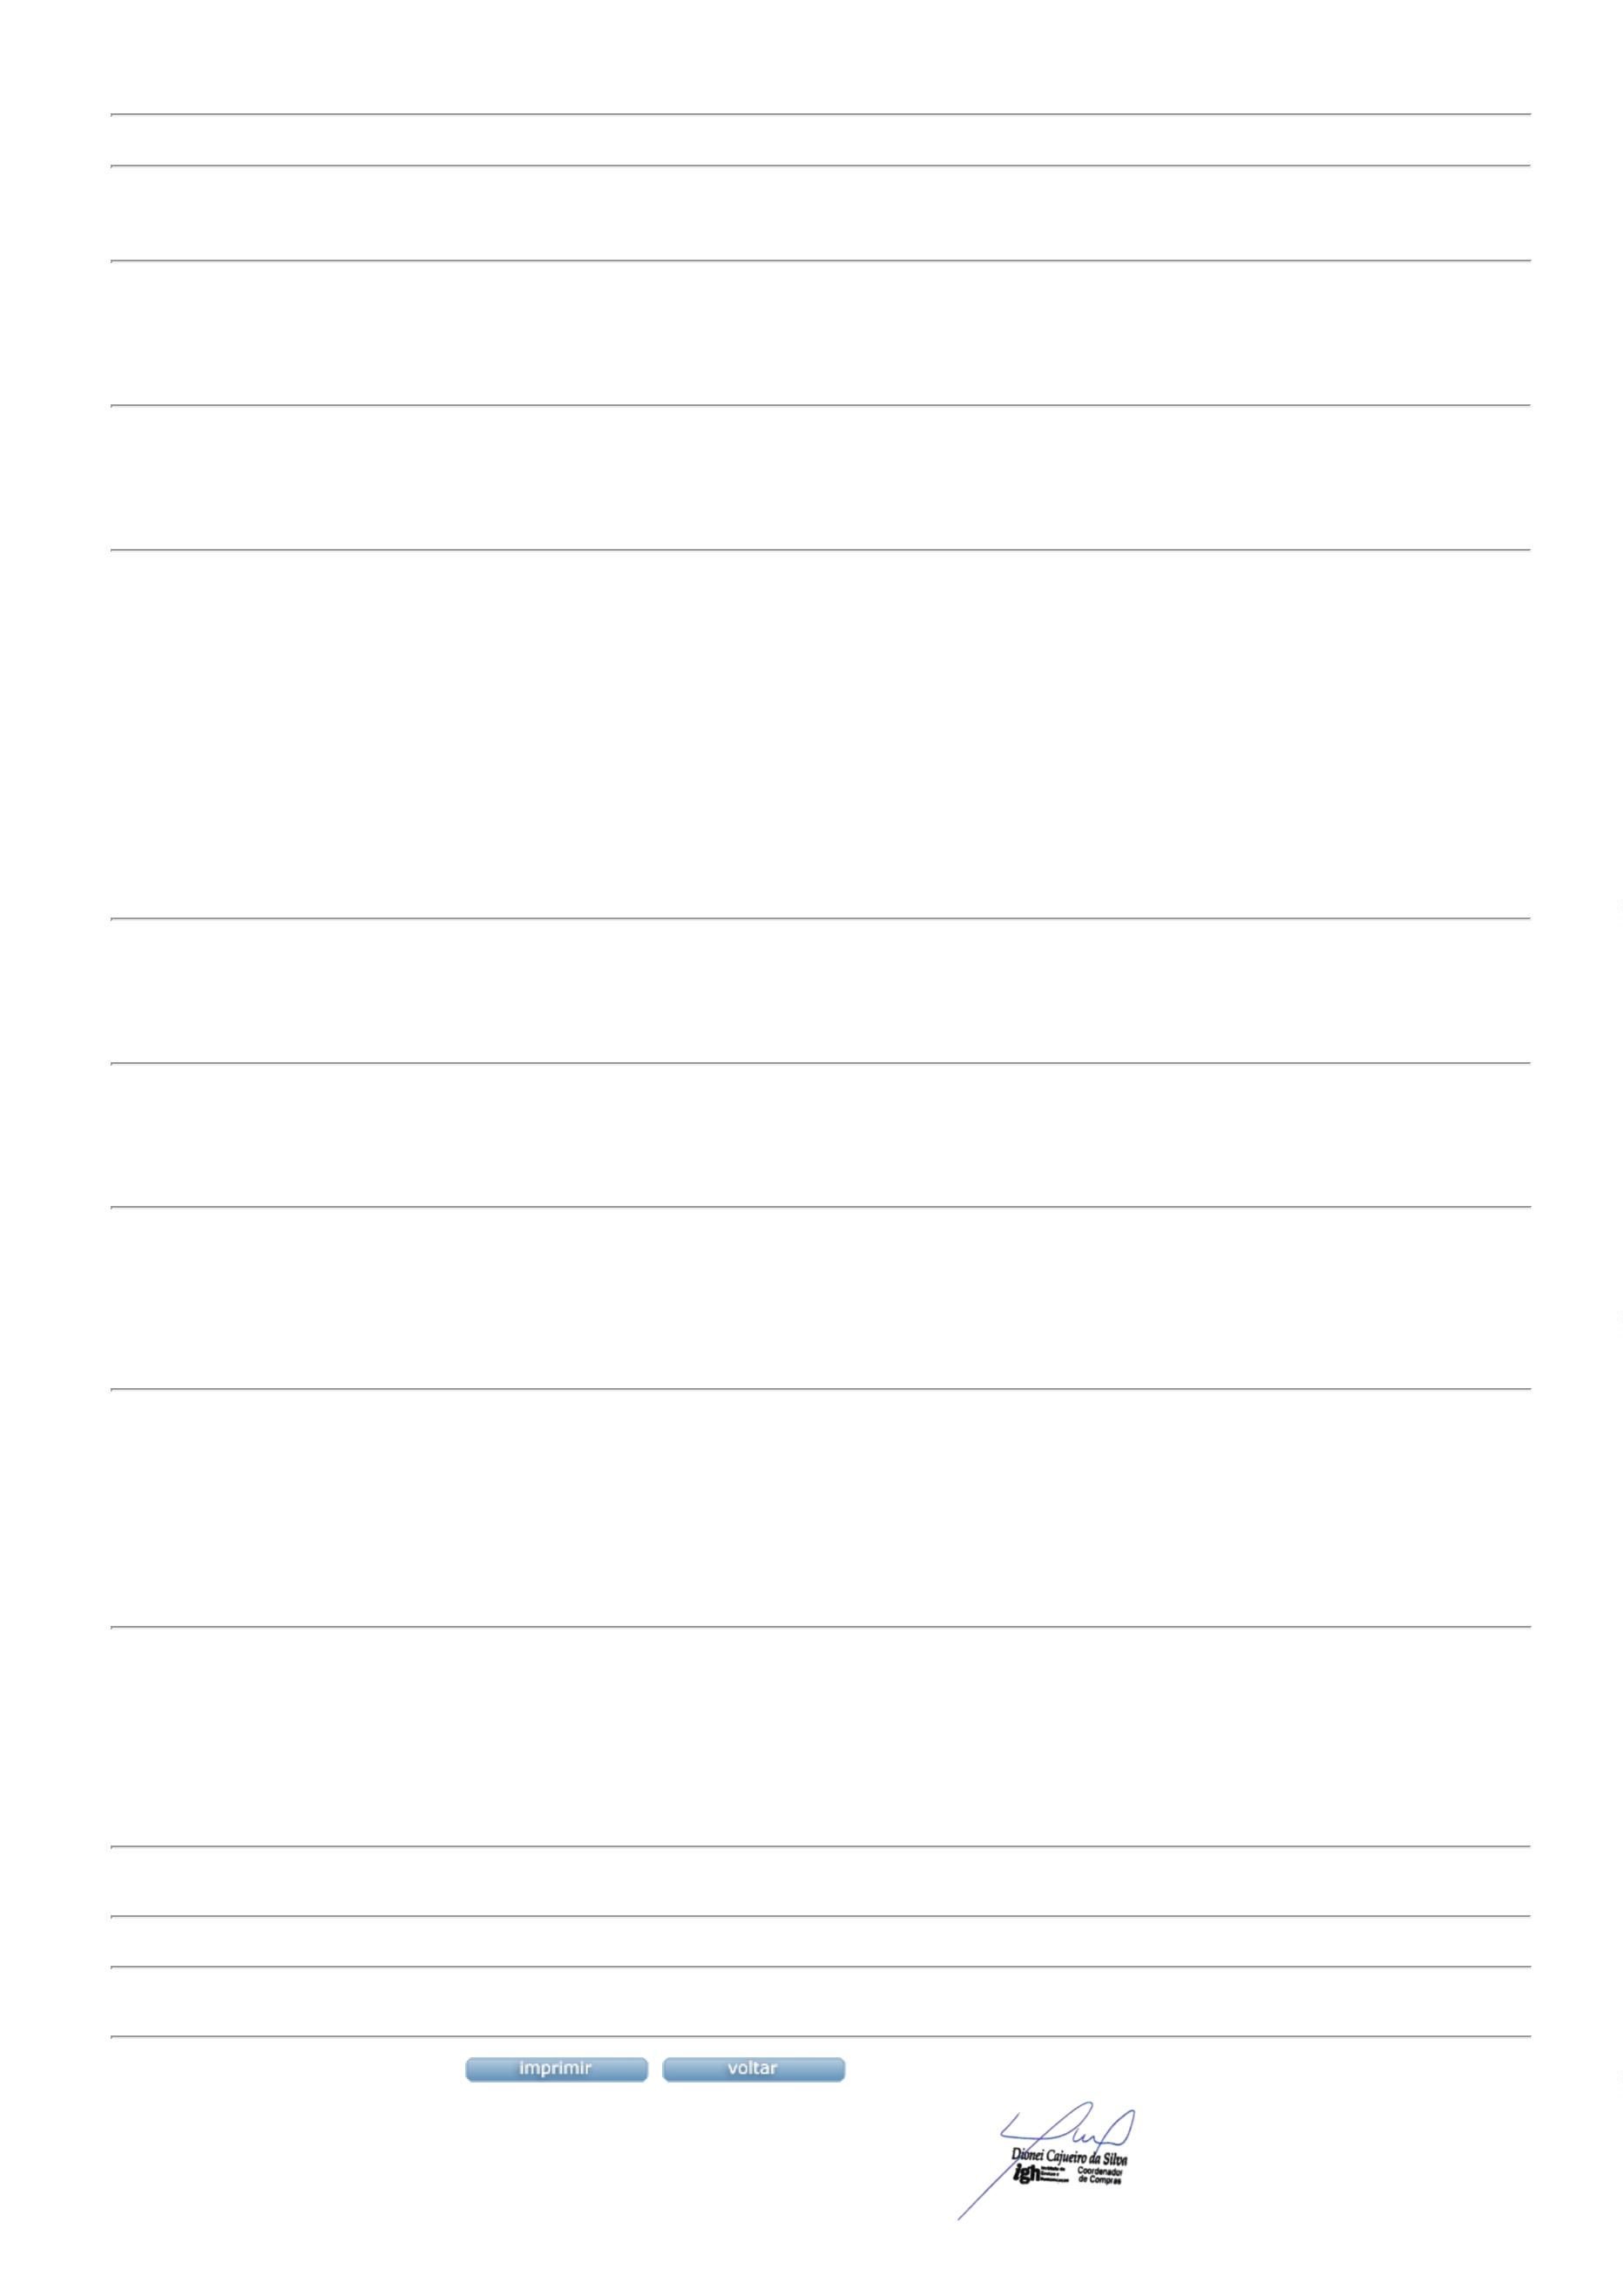 imprimir voltar
Dionei Cajueiro da Silva
igh Coordenador
de Compras